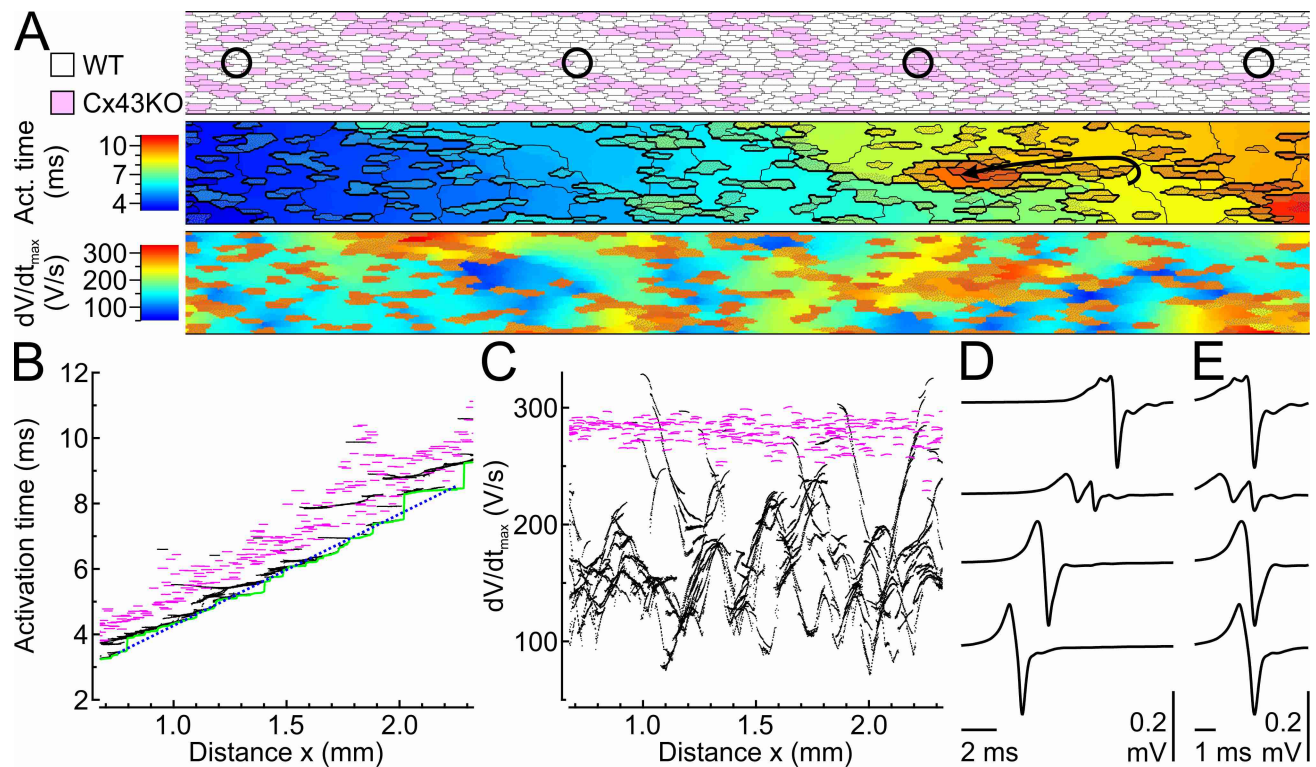 A
WT
Cx43KO
Act. time
(ms)
10
7
4
dV/dtmax
(V/s)
300
200
100
B
Activation time (ms)
12
10
8
6
4
2
1.0
1.5
2.0
Distance x (mm)
C
dV/dtmax (V/s)
300
200
100
1.0
1.5
2.0
Distance x (mm)
D
2 ms
0.2
mV
E
1 ms
0.2
mV